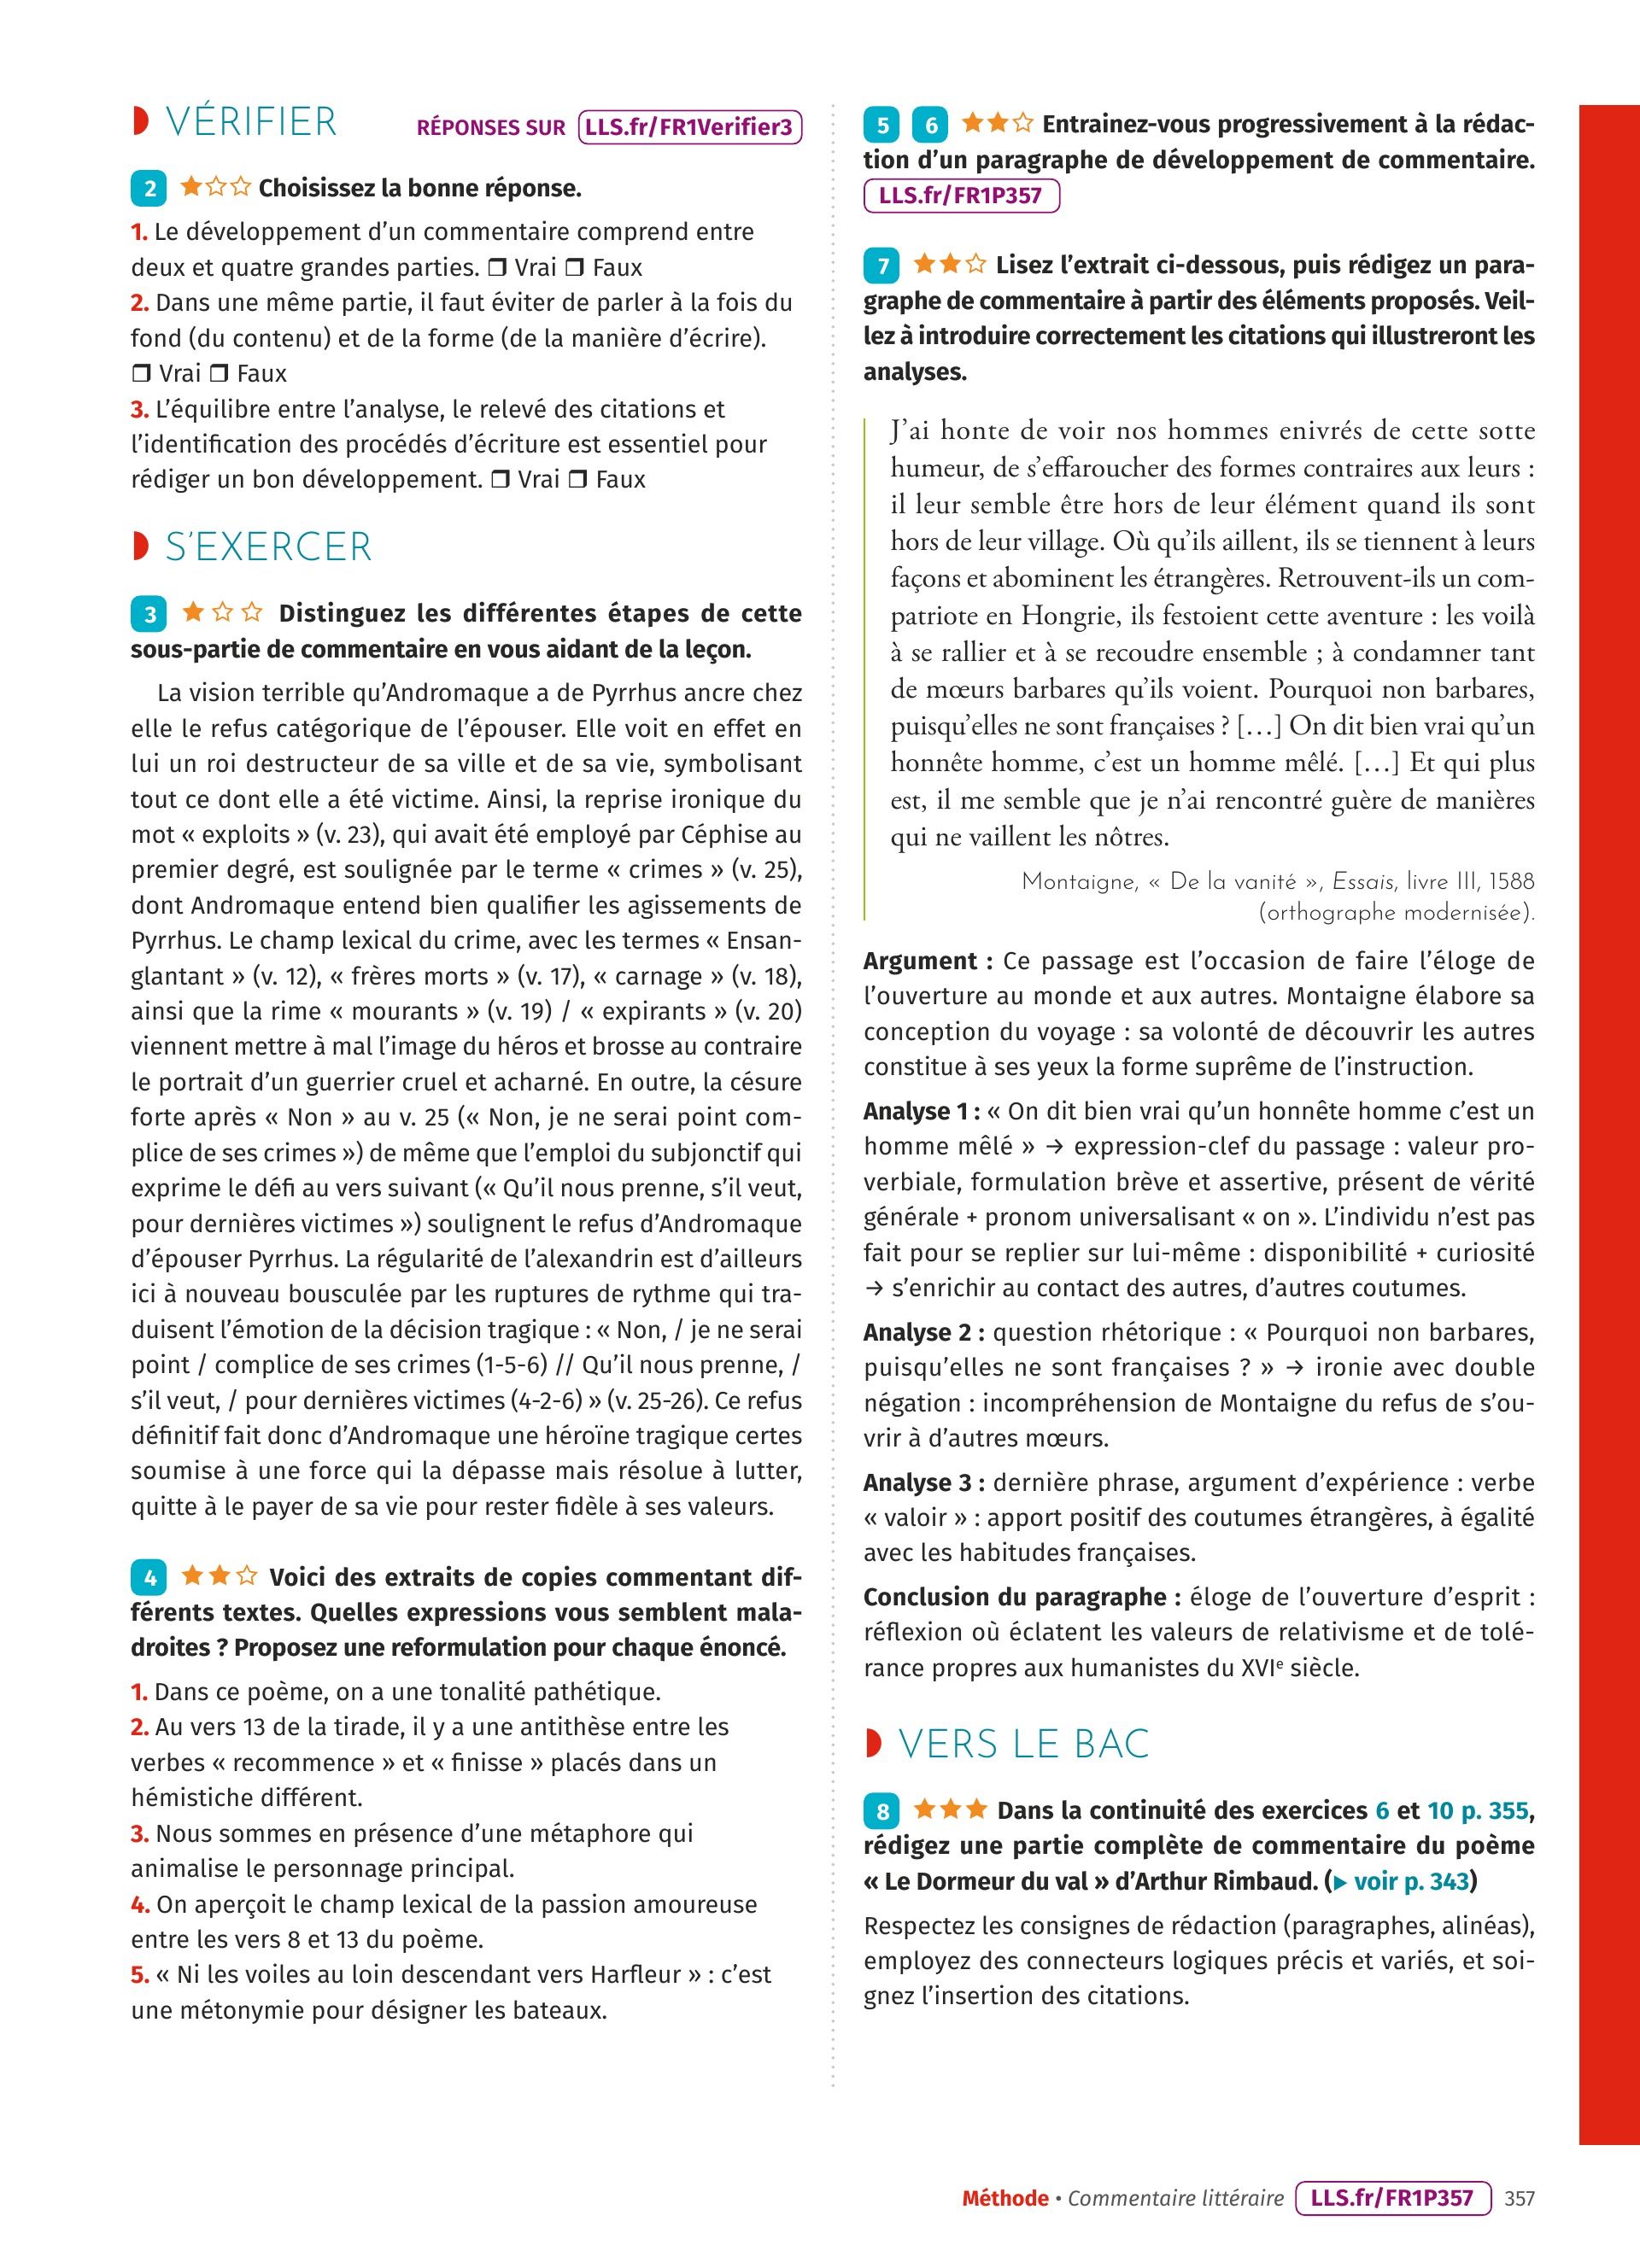 VÉRIFIER
RÉPONSES SUR LLS.fr/FR1Verifier3
2 ★☆☆ Choisissez la bonne réponse.
1. Le développement d’un commentaire comprend entre
deux et quatre grandes parties. ❒ Vrai ❒ Faux
2. Dans une même partie, il faut éviter de parler à la fois du
fond (du contenu) et de la forme (de la manière d’écrire).
❒ Vrai ❒ Faux
3. L’équilibre entre l’analyse, le relevé des citations et
l’identification des procédés d’écriture est essentiel pour
rédiger un bon développement. ❒ Vrai ❒ Faux
S’EXERCER
3 ★☆☆ Distinguez les différentes étapes de cette
sous-partie de commentaire en vous aidant de la leçon.
La vision terrible qu’Andromaque a de Pyrrhus ancre chez
elle le refus catégorique de l’épouser. Elle voit en effet en
lui un roi destructeur de sa ville et de sa vie, symbolisant
tout ce dont elle a été victime. Ainsi, la reprise ironique du
mot « exploits » (v. 23), qui avait été employé par Céphise au
premier degré, est soulignée par le terme « crimes » (v. 25),
dont Andromaque entend bien qualifier les agissements de
Pyrrhus. Le champ lexical du crime, avec les termes « Ensan-
glantant » (v. 12), « frères morts » (v. 17), « carnage » (v. 18),
ainsi que la rime « mourants » (v. 19) / « expirants » (v. 20)
viennent mettre à mal l’image du héros et brosse au contraire
le portrait d’un guerrier cruel et acharné. En outre, la césure
forte après « Non » au v. 25 (« Non, je ne serai point com-
plice de ses crimes ») de même que l’emploi du subjonctif qui
exprime le défi au vers suivant (« Qu’il nous prenne, s’il veut,
pour dernières victimes ») soulignent le refus d’Andromaque
d’épouser Pyrrhus. La régularité de l’alexandrin est d’ailleurs
ici à nouveau bousculée par les ruptures de rythme qui tra-
duisent l’émotion de la décision tragique : « Non, / je ne serai
point / complice de ses crimes (1-5-6) // Qu’il nous prenne, /
s’il veut, / pour dernières victimes (4-2-6) » (v. 25-26). Ce refus
définitif fait donc d’Andromaque une héroïne tragique certes
soumise à une force qui la dépasse mais résolue à lutter,
quitte à le payer de sa vie pour rester fidèle à ses valeurs.
4 ★★☆ Voici des extraits de copies commentant dif-
férents textes. Quelles expressions vous semblent mala-
droites ? Proposez une reformulation pour chaque énoncé.
1. Dans ce poème, on a une tonalité pathétique.
2. Au vers 13 de la tirade, il y a une antithèse entre les
verbes « recommence » et « finisse » placés dans un
hémistiche différent.
3. Nous sommes en présence d’une métaphore qui
animalise le personnage principal.
4. On aperçoit le champ lexical de la passion amoureuse
entre les vers 8 et 13 du poème.
5. « Ni les voiles au loin descendant vers Harfleur » : c’est
une métonymie pour désigner les bateaux.
5 6 ★★☆ Entrainez-vous progressivement à la rédac-
tion d’un paragraphe de développement de commentaire.
LLS.fr/FR1P357
7 ★★☆ Lisez l’extrait ci-dessous, puis rédigez un para-
graphe de commentaire à partir des éléments proposés. Veil-
lez à introduire correctement les citations qui illustreront les
analyses.
J’ai honte de voir nos hommes enivrés de cette sotte
humeur, de s’effaroucher des formes contraires aux leurs :
il leur semble être hors de leur élément quand ils sont
hors de leur village. Où qu’ils aillent, ils se tiennent à leurs
façons et abominent les étrangères. Retrouvent-ils un com-
patriote en Hongrie, ils festoient cette aventure : les voilà
à se rallier et à se recoudre ensemble ; à condamner tant
de mœurs barbares qu’ils voient. Pourquoi non barbares,
puisqu’elles ne sont françaises ? […] On dit bien vrai qu’un
honnête homme, c’est un homme mêlé. […] Et qui plus
est, il me semble que je n’ai rencontré guère de manières
qui ne vaillent les nôtres.
Montaigne, « De la vanité », Essais, livre III, 1588
(orthographe modernisée).
Argument : Ce passage est l’occasion de faire l’éloge de
l’ouverture au monde et aux autres. Montaigne élabore sa
conception du voyage : sa volonté de découvrir les autres
constitue à ses yeux la forme suprême de l’instruction.
Analyse 1 : « On dit bien vrai qu’un honnête homme c’est un
homme mêlé » → expression-clef du passage : valeur pro-
verbiale, formulation brève et assertive, présent de vérité
générale + pronom universalisant « on ». L’individu n’est pas
fait pour se replier sur lui-même : disponibilité + curiosité
→ s’enrichir au contact des autres, d’autres coutumes.
Analyse 2 : question rhétorique : « Pourquoi non barbares,
puisqu’elles ne sont françaises ? » → ironie avec double
négation : incompréhension de Montaigne du refus de s’ou-
vrir à d’autres mœurs.
Analyse 3 : dernière phrase, argument d’expérience : verbe
« valoir » : apport positif des coutumes étrangères, à égalité
avec les habitudes françaises.
Conclusion du paragraphe : éloge de l’ouverture d’esprit :
réflexion où éclatent les valeurs de relativisme et de tolé-
rance propres aux humanistes du XVIᵉ siècle.
VERS LE BAC
8 ★★★ Dans la continuité des exercices 6 et 10 p. 355,
rédigez une partie complète de commentaire du poème
« Le Dormeur du val » d’Arthur Rimbaud. (▶ voir p. 343)
Respectez les consignes de rédaction (paragraphes, alinéas),
employez des connecteurs logiques précis et variés, et soi-
gnez l’insertion des citations.
Méthode • Commentaire littéraire LLS.fr/FR1P357 357